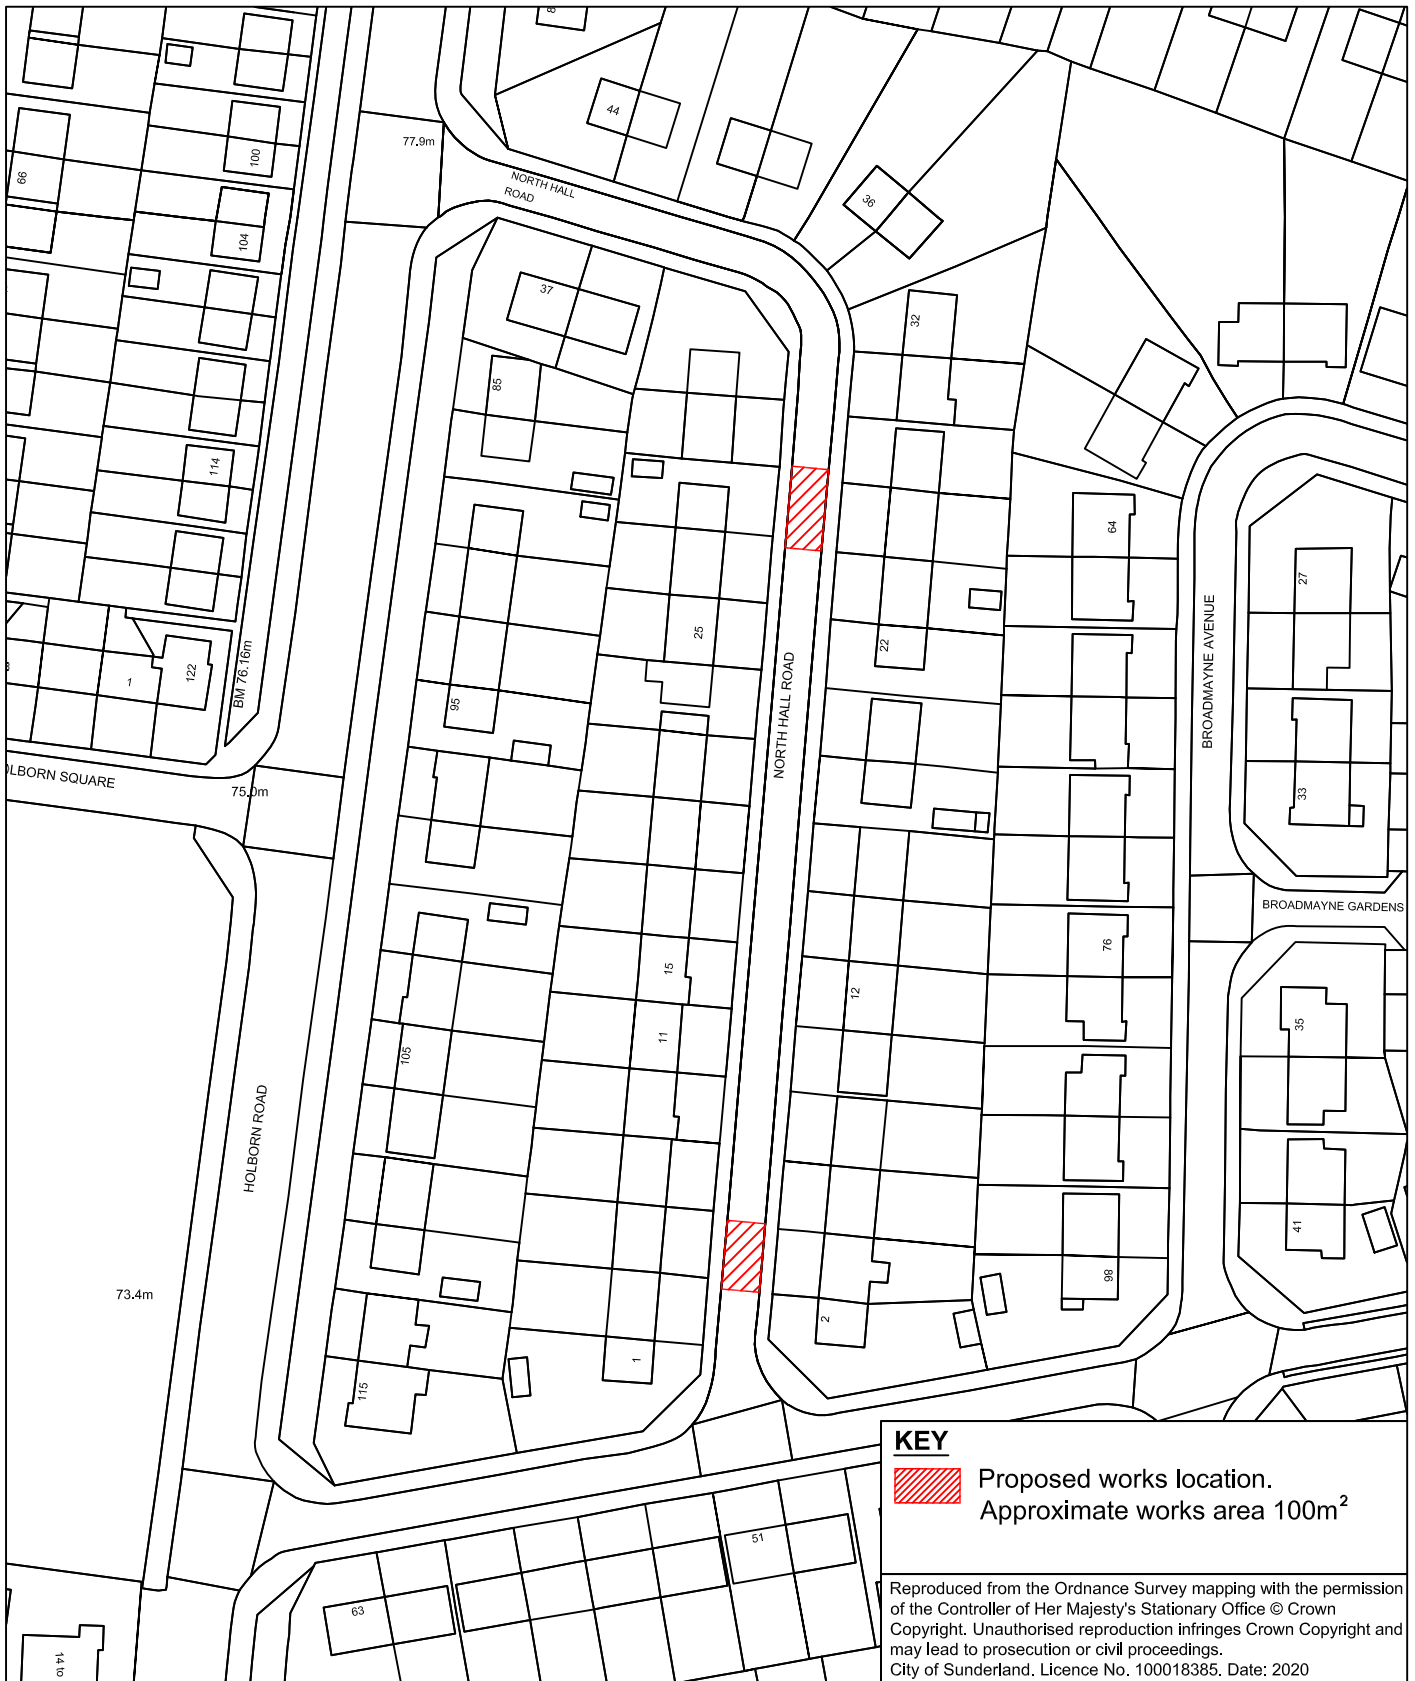 77.9m
44
NORTH HALL
ROAD
36
66
100
104
37
32
85
114
64
27
25
22
122
1
BM 76.16m
95
NORTH HALL ROAD
BROADMAYNE AVENUE
33
75.0m
BROADMAYNE GARDENS
15
12
76
11
35
105
HOLBORN ROAD
41
73.4m
86
2
1
115
51
63
14 to
KEY
Proposed works location.
Approximate works area 100m²
Reproduced from the Ordnance Survey mapping with the permission
of the Controller of Her Majesty's Stationary Office © Crown
Copyright. Unauthorised reproduction infringes Crown Copyright and
may lead to prosecution or civil proceedings.
City of Sunderland. Licence No. 100018385. Date: 2020
OLBORN SQUARE